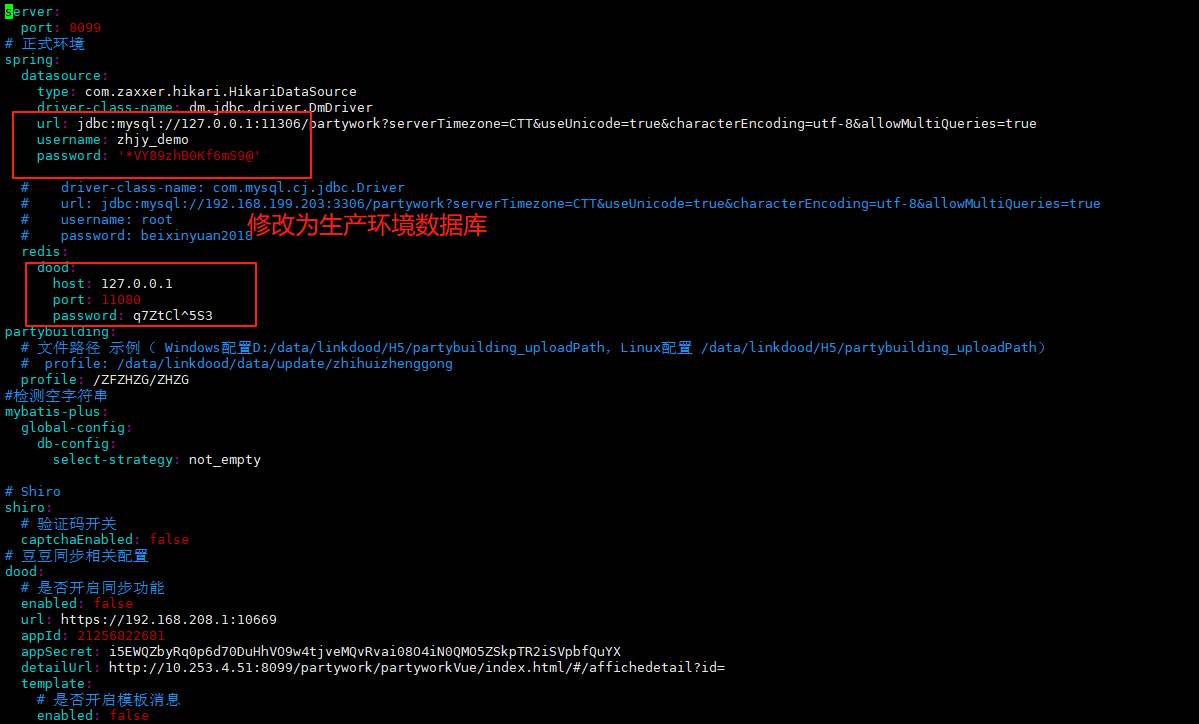 server:
port: 8099
# 正式环境
spring:
datasource:
type: com.zaxxer.hikari.HikariDataSource
driver-class-name: dm.jdbc.driver.DmDriver
url: jdbc:mysql://127.0.0.1:11306/partywork?serverTimezone=CTT&useUnicode=true&characterEncoding=utf-8&allowMultiQueries=true
username: zhjy_demo
password: '*VY89zhB0Kf6mS9@'
# driver-class-name: com.mysql.cj.jdbc.Driver
# url: jdbc:mysql://192.168.199.203:3306/partywork?serverTimezone=CTT&useUnicode=true&characterEncoding=utf-8&allowMultiQueries=true
# username: root
# password: beixinyuan2018
修改为生产环境数据库
redis:
dood:
host: 127.0.0.1
port: 11080
password: q7ZtCl^5S3
partybuilding:
# 文件路径 示例（ Windows配置D:/data/linkdood/H5/partybuilding_uploadPath，Linux配置 /data/linkdood/H5/partybuilding_uploadPath）
# profile: /data/linkdood/data/update/zhihuizhenggong
profile: /ZFZHZG/ZHZG
#检测空字符串
mybatis-plus:
global-config:
db-config:
select-strategy: not_empty
# Shiro
shiro:
# 验证码开关
captchaEnabled: false
# 豆豆同步相关配置
dood:
# 是否开启同步功能
enabled: false
url: https://192.168.208.1:10669
appId: 21256822681
appSecret: i5EWQZbyRq0p6d70DuHhVO9w4tjveMQvRvai08O4iN0QMO5ZSkpTR2iSVpbfQuYX
detailUrl: http://10.253.4.51:8099/partywork/partyworkVue/index.html/#/affichedetail?id=
template:
# 是否开启模板消息
enabled: false